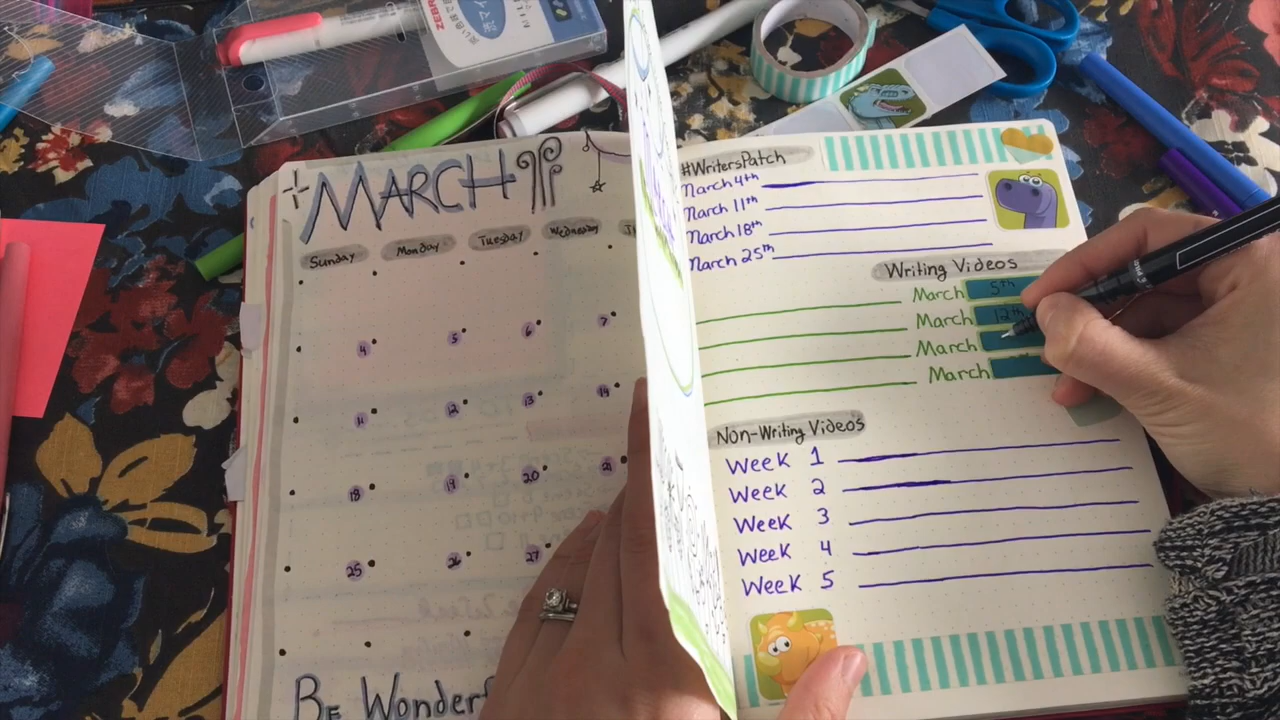 ZEBRA
MARCH
Sunday Monday Tuesday Wednesday
4 5 6 7
11 12 13 14
18 19 20 21
25 26 27
Be Wonderf
#WritersPatch
March 4th
March 11th
March 18th
March 25th
Writing Videos
March 5th
March 12th
March
March
Non-Writing Videos
Week 1
Week 2
Week 3
Week 4
Week 5